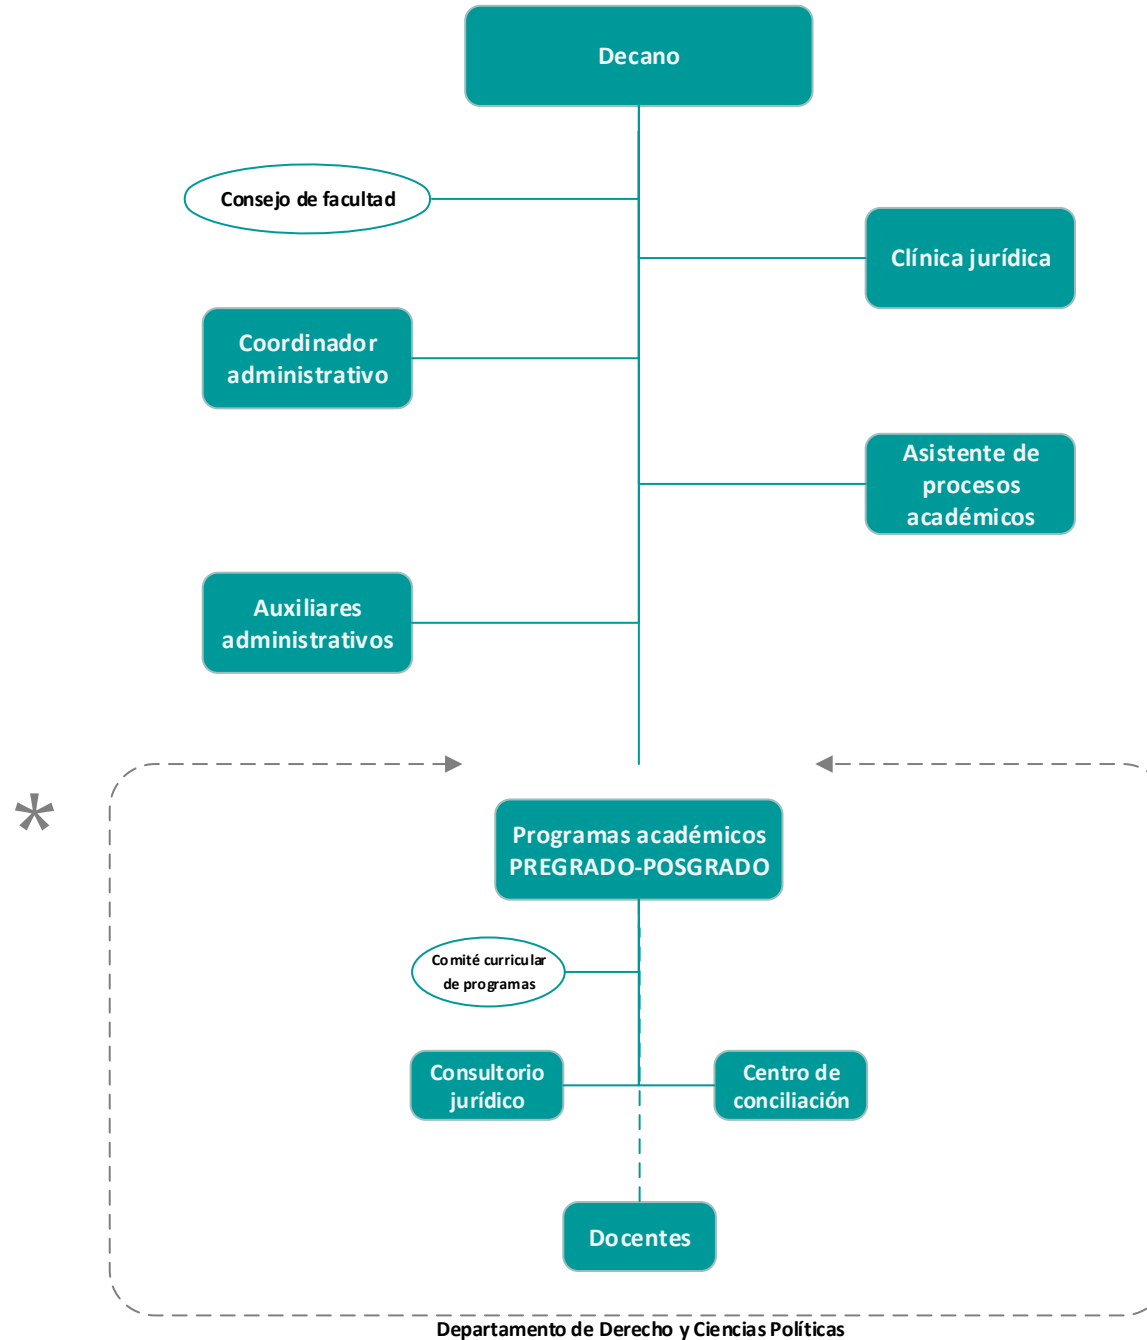 Decano
Consejo de facultad
Clínica jurídica
Coordinador
administrativo
Asistente de
procesos
académicos
Auxiliares
administrativos
*
Programas académicos
PREGRADO-POSGRADO
Comité curricular
de programas
Consultorio
jurídico
Centro de
conciliación
Docentes
Departamento de Derecho y Ciencias Políticas